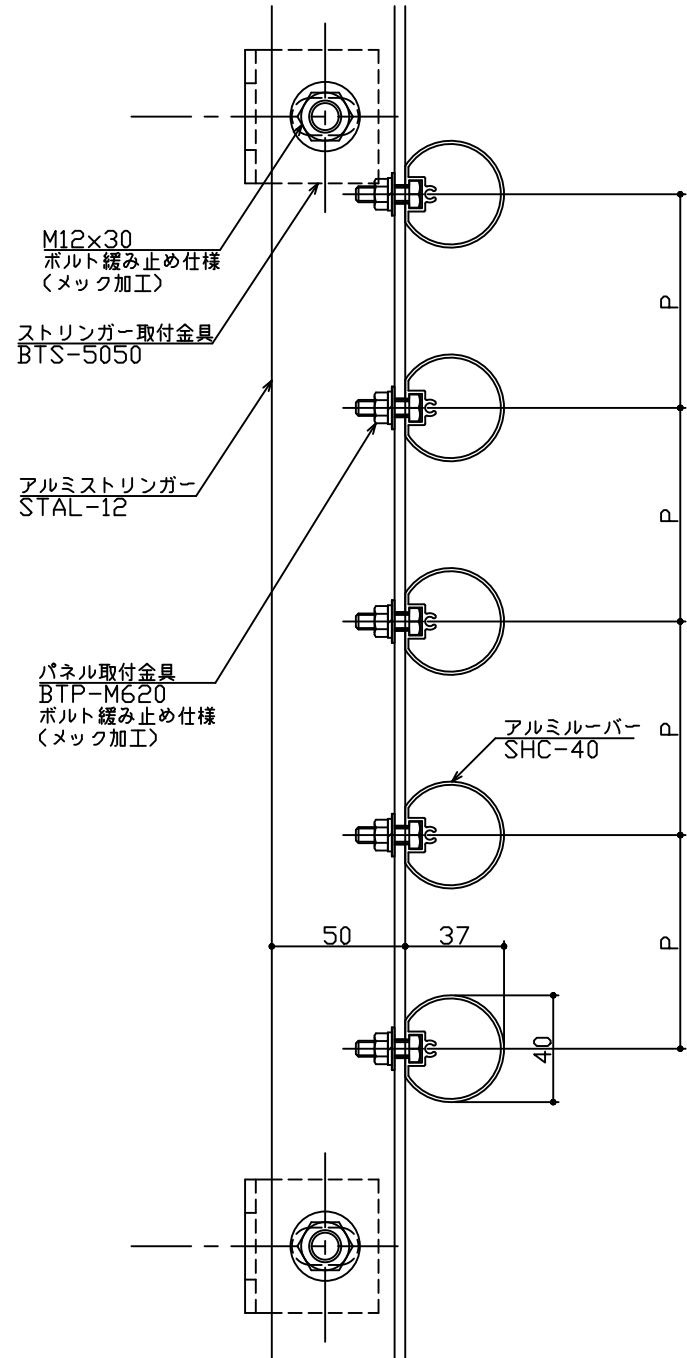 M12×30
ボルト緩み止め仕様
(メック加工)
ストリンガー取付金具
BTS-5050
アルミストリンガー
STAL-12
パネル取付金具
BTP-M620
ボルト緩み止め仕様
(メック加工)
アルミルーバー
SHC-40
P
P
P
P
50
37
40